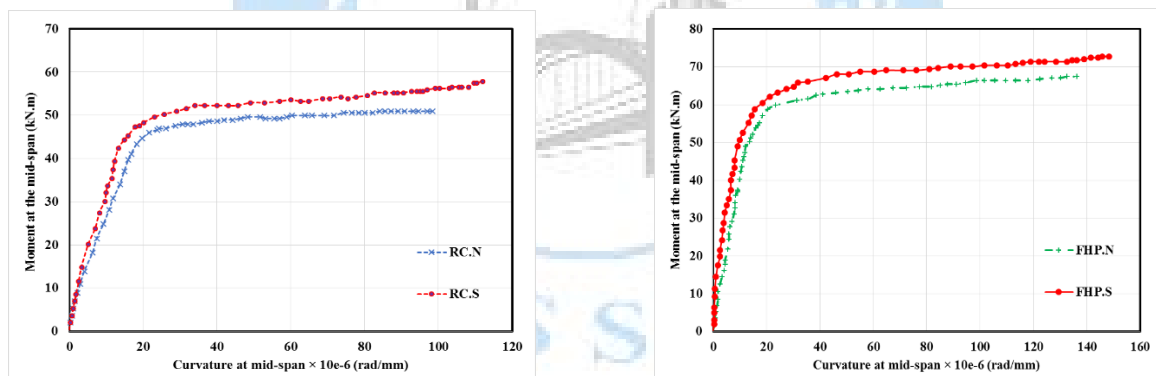 70
60
50
40
30
20
10
0
Moment at the mid-span (kN.m)
RC.N
RC.S
0 20 40 60 80 100 120
Curvature at mid-span × 10e-6 (rad/mm)
80
70
60
50
40
30
20
10
0
Moment at the mid-span (kN.m)
FHP.N
FHP.S
0 20 40 60 80 100 120 140 160
Curvature at mid-span × 10e-6 (rad/mm)
S S